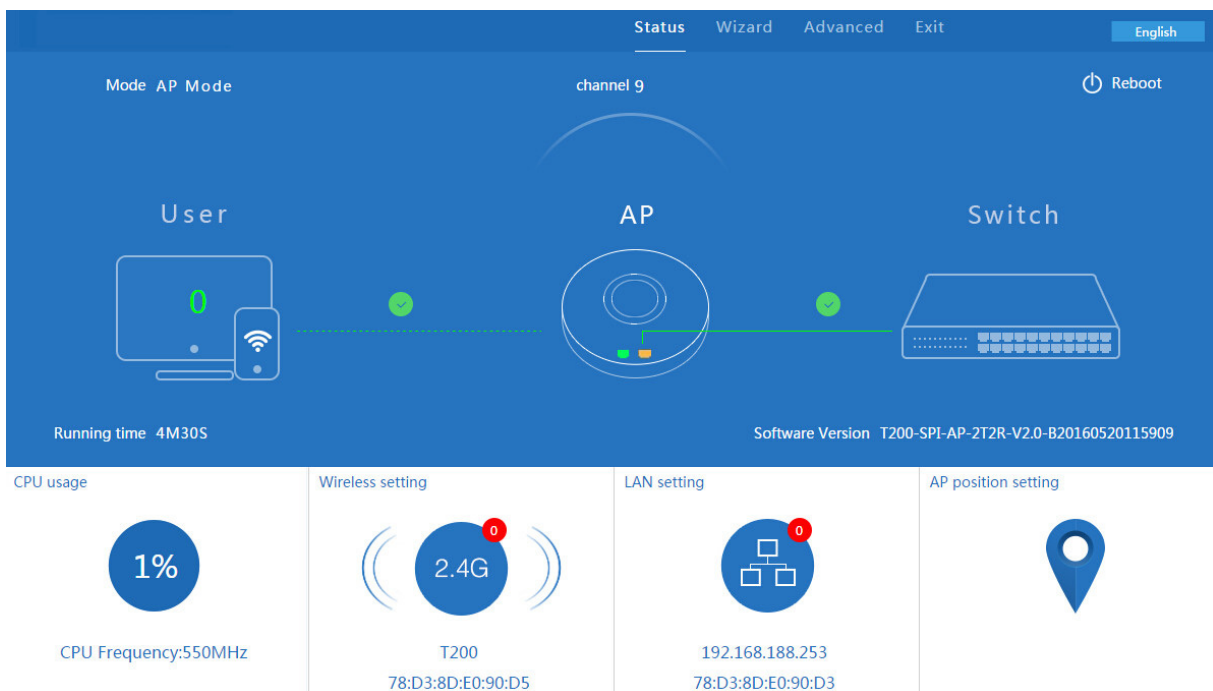 Status Wizard Advanced Exit English
Mode AP Mode channel 9 Reboot
User AP Switch
0
Running time 4M30S Software Version T200-SPI-AP-2T2R-V2.0-B20160520115909
CPU usage Wireless setting LAN setting AP position setting
0 0
1% 2.4G
CPU Frequency:550MHz T200 192.168.188.253
78:D3:8D:E0:90:D5 78:D3:8D:E0:90:D3